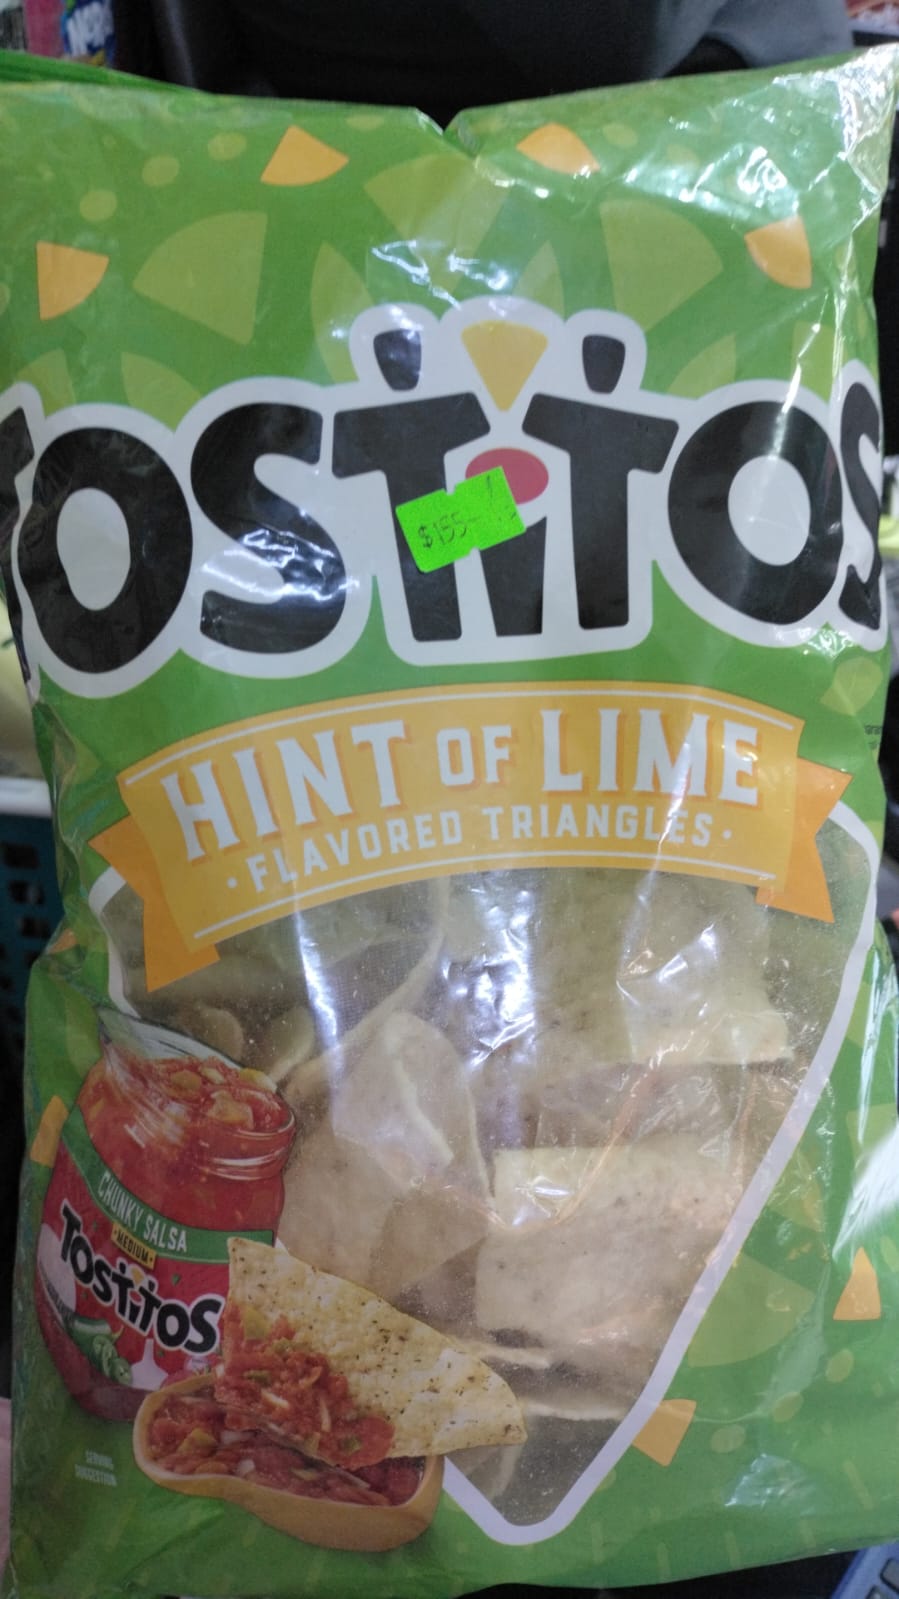 TOSTITOS
$155-
HINT OF LIME
• FLAVORED TRIANGLES •
CHUNKY SALSA
• MEDIUM •
TOSTITOS
SERVING
SUGGESTION